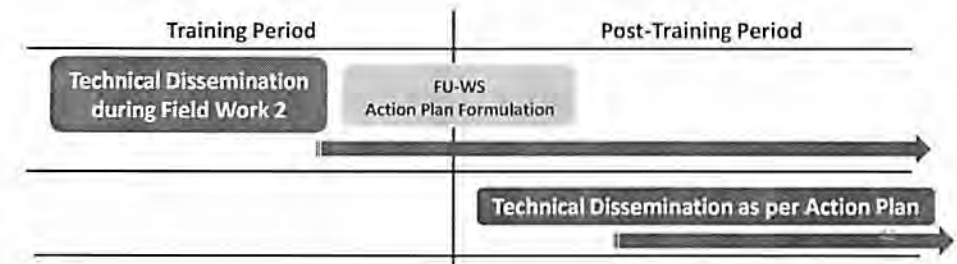 Training Period
Post-Training Period
Technical Dissemination
during Field Work 2
FU-WS
Action Plan Formulation
Technical Dissemination as per Action Plan